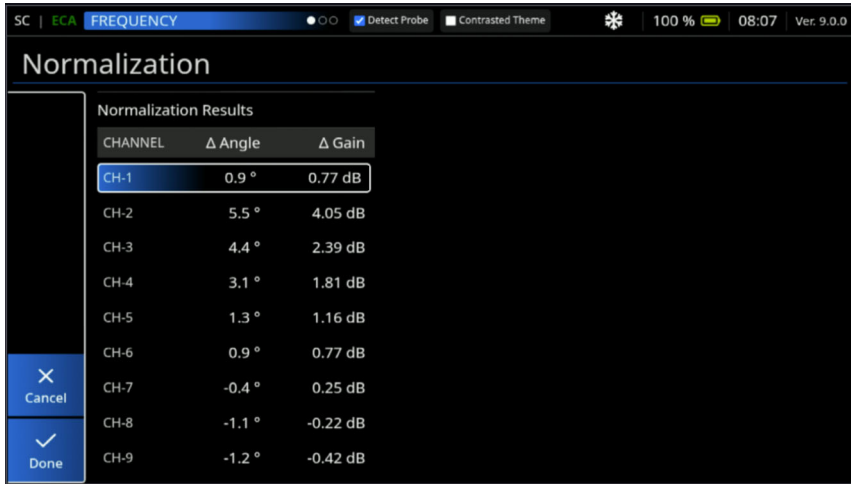 SC | ECA FREQUENCY Detect Probe Contrasted Theme 100 % 08:07 Ver. 9.0.0
Normalization
Normalization Results
CHANNEL Δ Angle Δ Gain
CH-1 0.9 ° 0.77 dB
CH-2 5.5 ° 4.05 dB
CH-3 4.4 ° 2.39 dB
CH-4 3.1 ° 1.81 dB
CH-5 1.3 ° 1.16 dB
CH-6 0.9 ° 0.77 dB
CH-7 -0.4 ° 0.25 dB
CH-8 -1.1 ° -0.22 dB
CH-9 -1.2 ° -0.42 dB
Cancel
Done